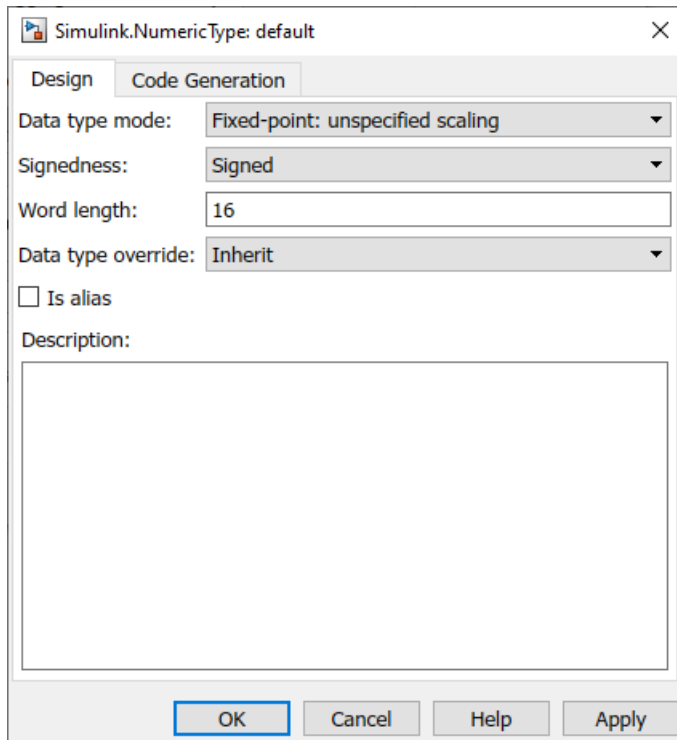 Simulink.NumericType: default
Design Code Generation
Data type mode: Fixed-point: unspecified scaling
Signedness: Signed
Word length: 16
Data type override: Inherit
Is alias
Description:
OK Cancel Help Apply